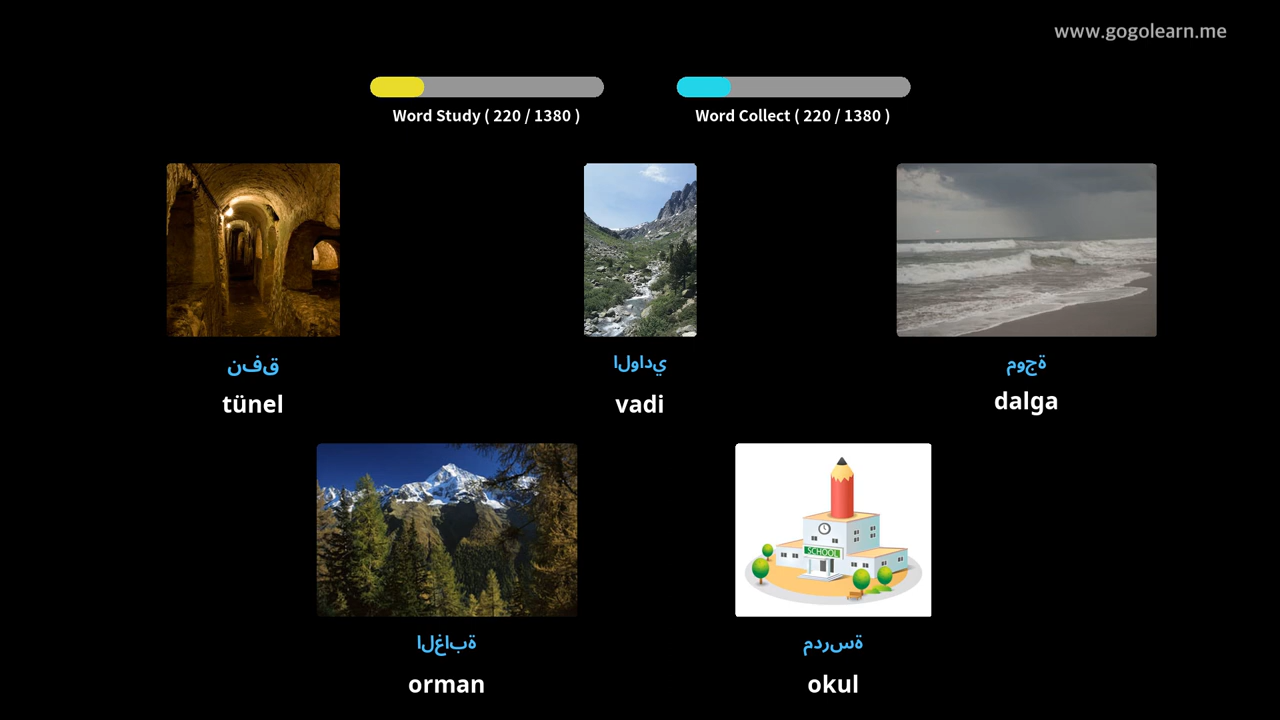 www.gogolearn.me
Word Study ( 220 / 1380 )
Word Collect ( 220 / 1380 )
نفق
الوادي
موجة
tünel
vadi
dalga
الغابة
مدرسة
SCHOOL
orman
okul